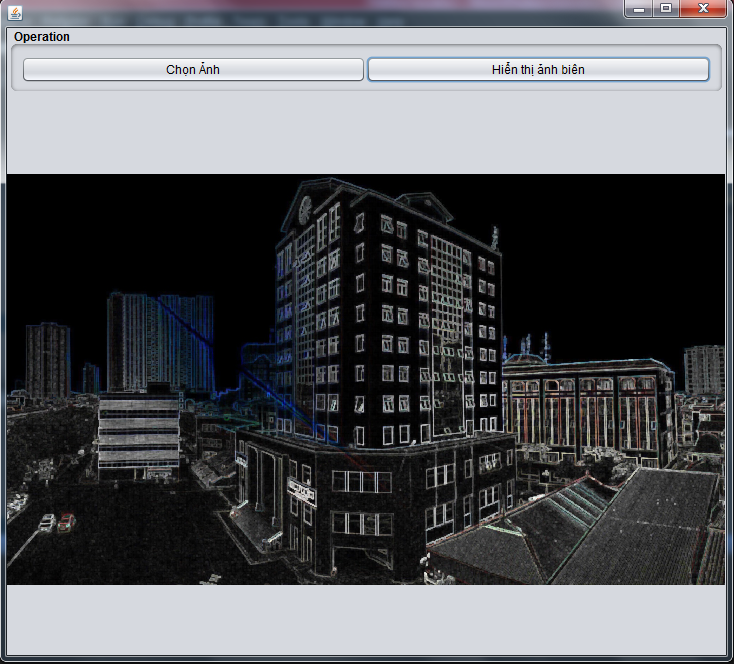 Operation
Chọn Ảnh
Hiển thị ảnh biên